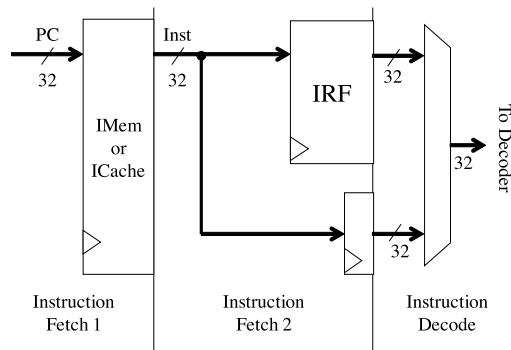 PC
32
IMem
or
ICache
Inst
32
IRF
32
32
32
To Decoder
Instruction
Fetch 1
Instruction
Fetch 2
Instruction
Decode